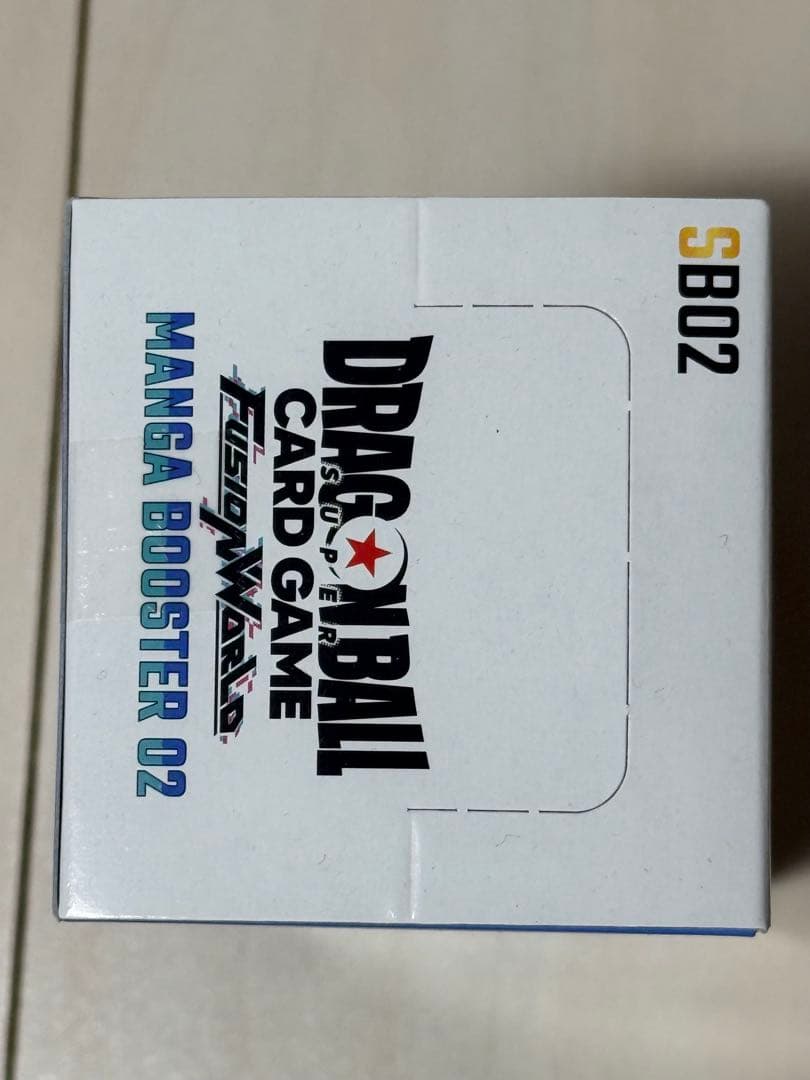 SB02
DRAGON BALL
SUPER
CARD GAME
FUSION WORLD
MANGA BOOSTER 02